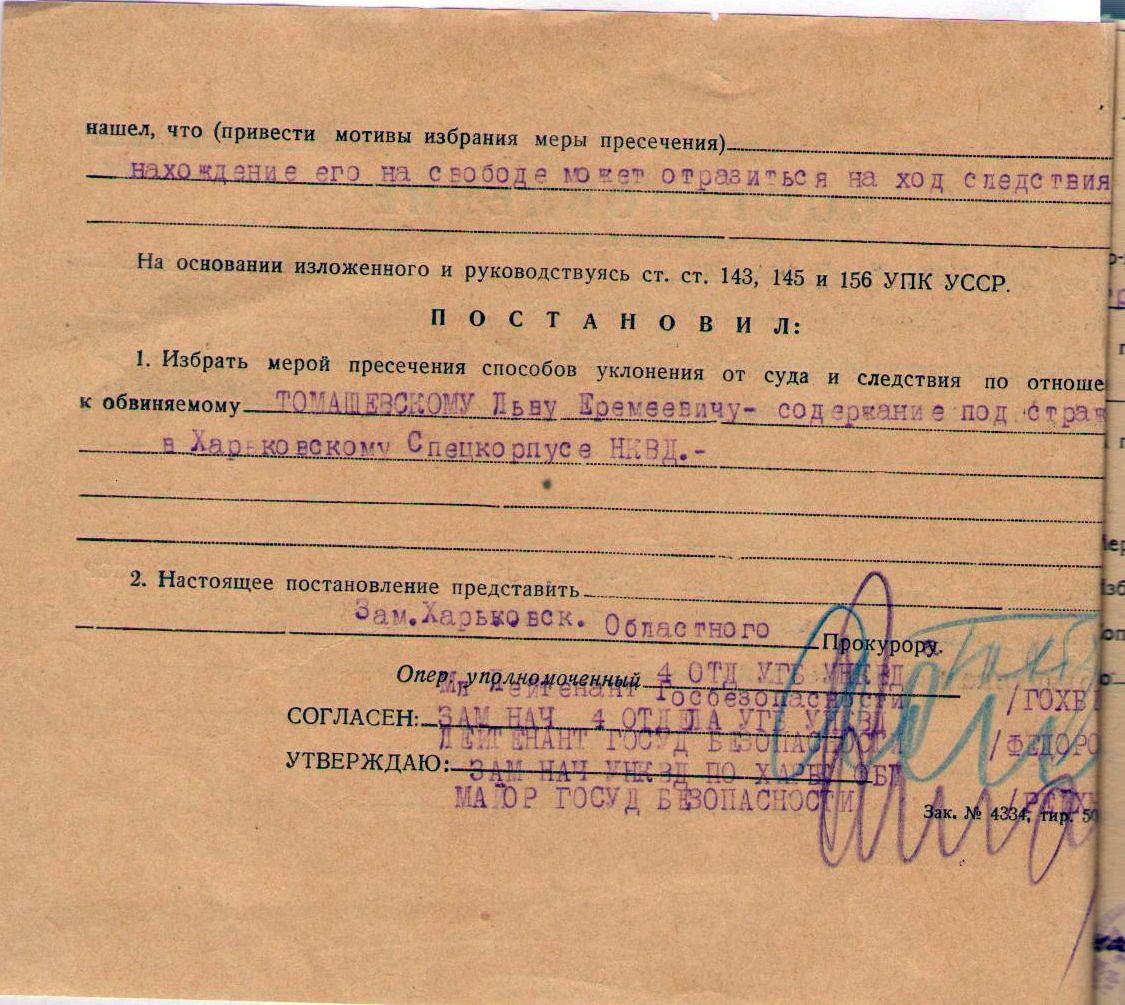 нашел, что (привести мотивы избрания меры пресечения)
нахождение его на свободе может отразиться на ход следствия
На основании изложенного и руководствуясь ст. ст. 143, 145 и 156 УПК УССР.
ПОСТАНОВИЛ:
1. Избрать мерой пресечения способов уклонения от суда и следствия по отноше
к обвиняемому ТОМАШЕВСКОМУ Льву Еремеевичу- содержание под страж
в Харьковскому Спецкорпусе НКВД.-
2. Настоящее постановление представить
Зам.Харьковск. Областного Прокурору.
Опер. уполномоченный 4 ОТД УГБ УНКВД
Мл Лейтенант Госбезопасности /ГОХВ
СОГЛАСЕН: ЗАМ НАЧ 4 ОТДЕЛА УГБ УНКВД
ЛЕЙТЕНАНТ ГОСУД БЕЗОПАСНОСТИ /ФЕДОРО
УТВЕРЖДАЮ: ЗАМ НАЧ УНКВД ПО ХАРЬК ОБЛ
МАЙОР ГОСУД БЕЗОПАСНОСТИ
Зак. № 4334, тир. 50